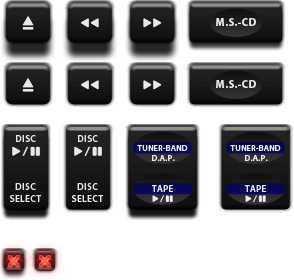 M.S.-CD
M.S.-CD
DISC
DISC
TUNER-BAND
TUNER-BAND
D.A.P.
D.A.P.
DISC
DISC
TAPE
TAPE
SELECT
SELECT